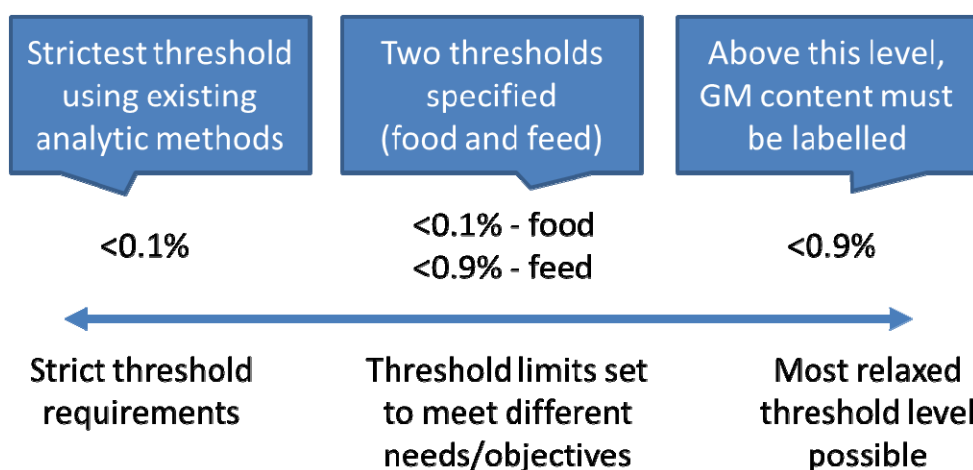 Strictest threshold
using existing
analytic methods
Two thresholds
specified
(food and feed)
Above this level,
GM content must
be labelled
<0.1%
<0.1% - food
<0.9% - feed
<0.9%
Strict threshold
requirements
Threshold limits set
to meet different
needs/objectives
Most relaxed
threshold level
possible